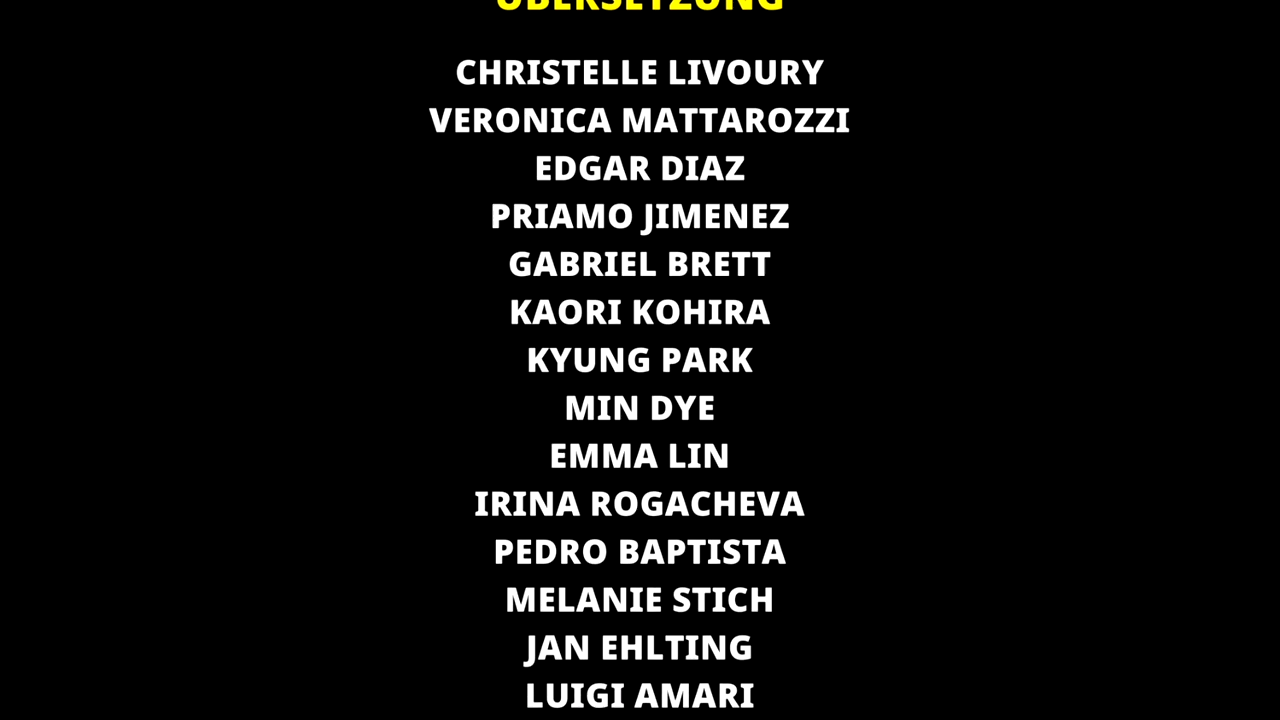 ÜBERSETZUNG
CHRISTELLE LIVOURY
VERONICA MATTAROZZI
EDGAR DIAZ
PRIAMO JIMENEZ
GABRIEL BRETT
KAORI KOHIRA
KYUNG PARK
MIN DYE
EMMA LIN
IRINA ROGACHEVA
PEDRO BAPTISTA
MELANIE STICH
JAN EHLTING
LUIGI AMARI